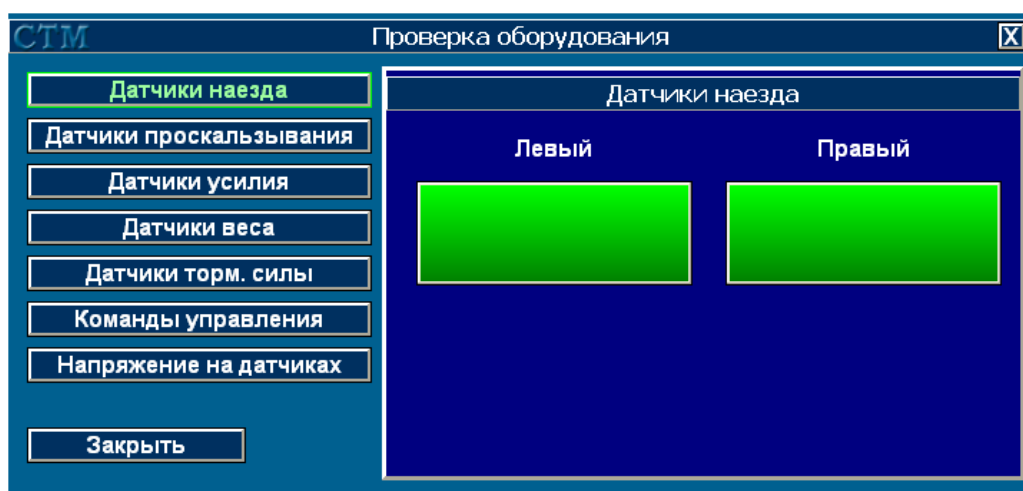 СТМ Проверка оборудования X
Датчики наезда
Датчики проскальзывания
Датчики усилия
Датчики веса
Датчики торм. силы
Команды управления
Напряжение на датчиках
Закрыть
Датчики наезда
Левый Правый